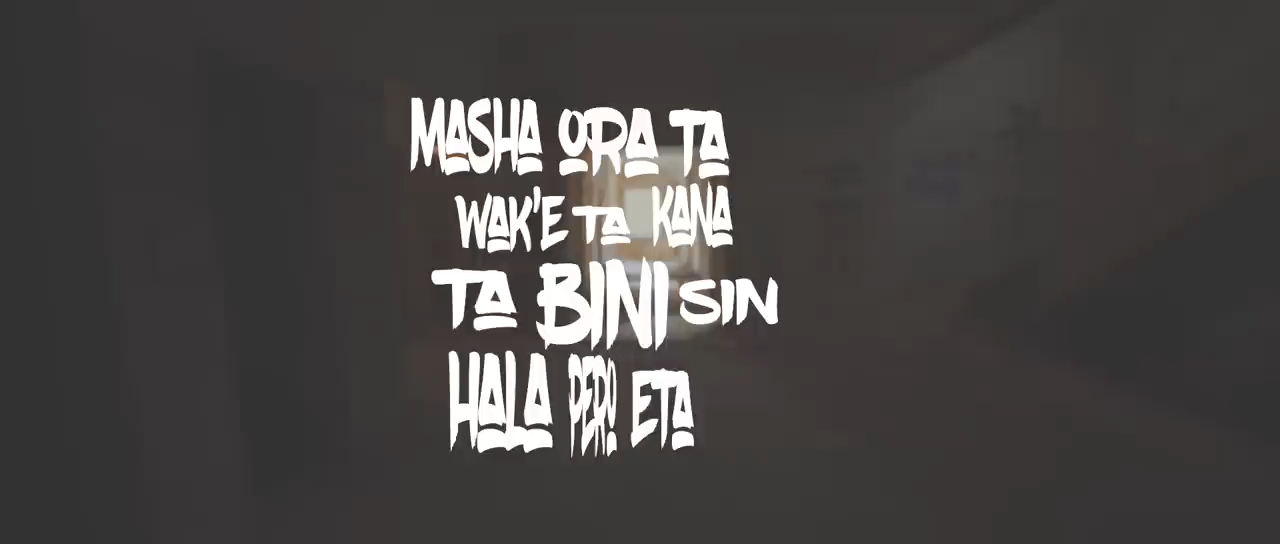 MASHA ORA TA
WAK'E TA KANA
TA BINI SIN
HALA PERO ETA